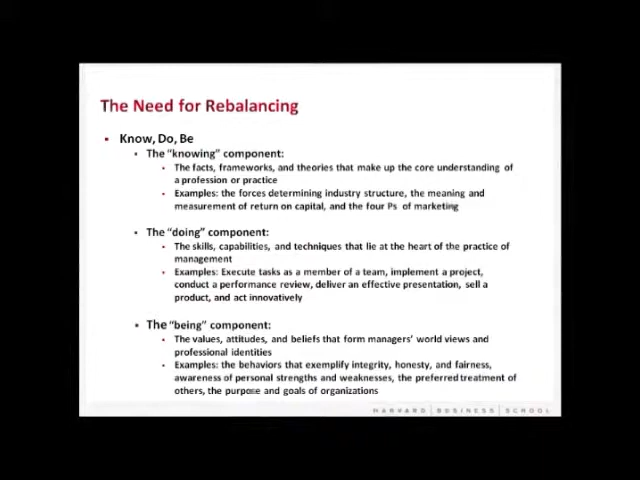 The Need for Rebalancing
Know, Do, Be
The "knowing" component:
The facts, frameworks, and theories that make up the core understanding of
a profession or practice
Examples: the forces determining industry structure, the meaning and
measurement of return on capital, and the four Ps of marketing
The "doing" component:
The skills, capabilities, and techniques that lie at the heart of the practice of
management
Examples: Execute tasks as a member of a team, implement a project,
conduct a performance review, deliver an effective presentation, sell a
product, and act innovatively
The "being" component:
The values, attitudes, and beliefs that form managers' world views and
professional identities
Examples: the behaviors that exemplify integrity, honesty, and fairness,
awareness of personal strengths and weaknesses, the preferred treatment of
others, the purpose and goals of organizations
HARVARD BUSINESS SCHOOL